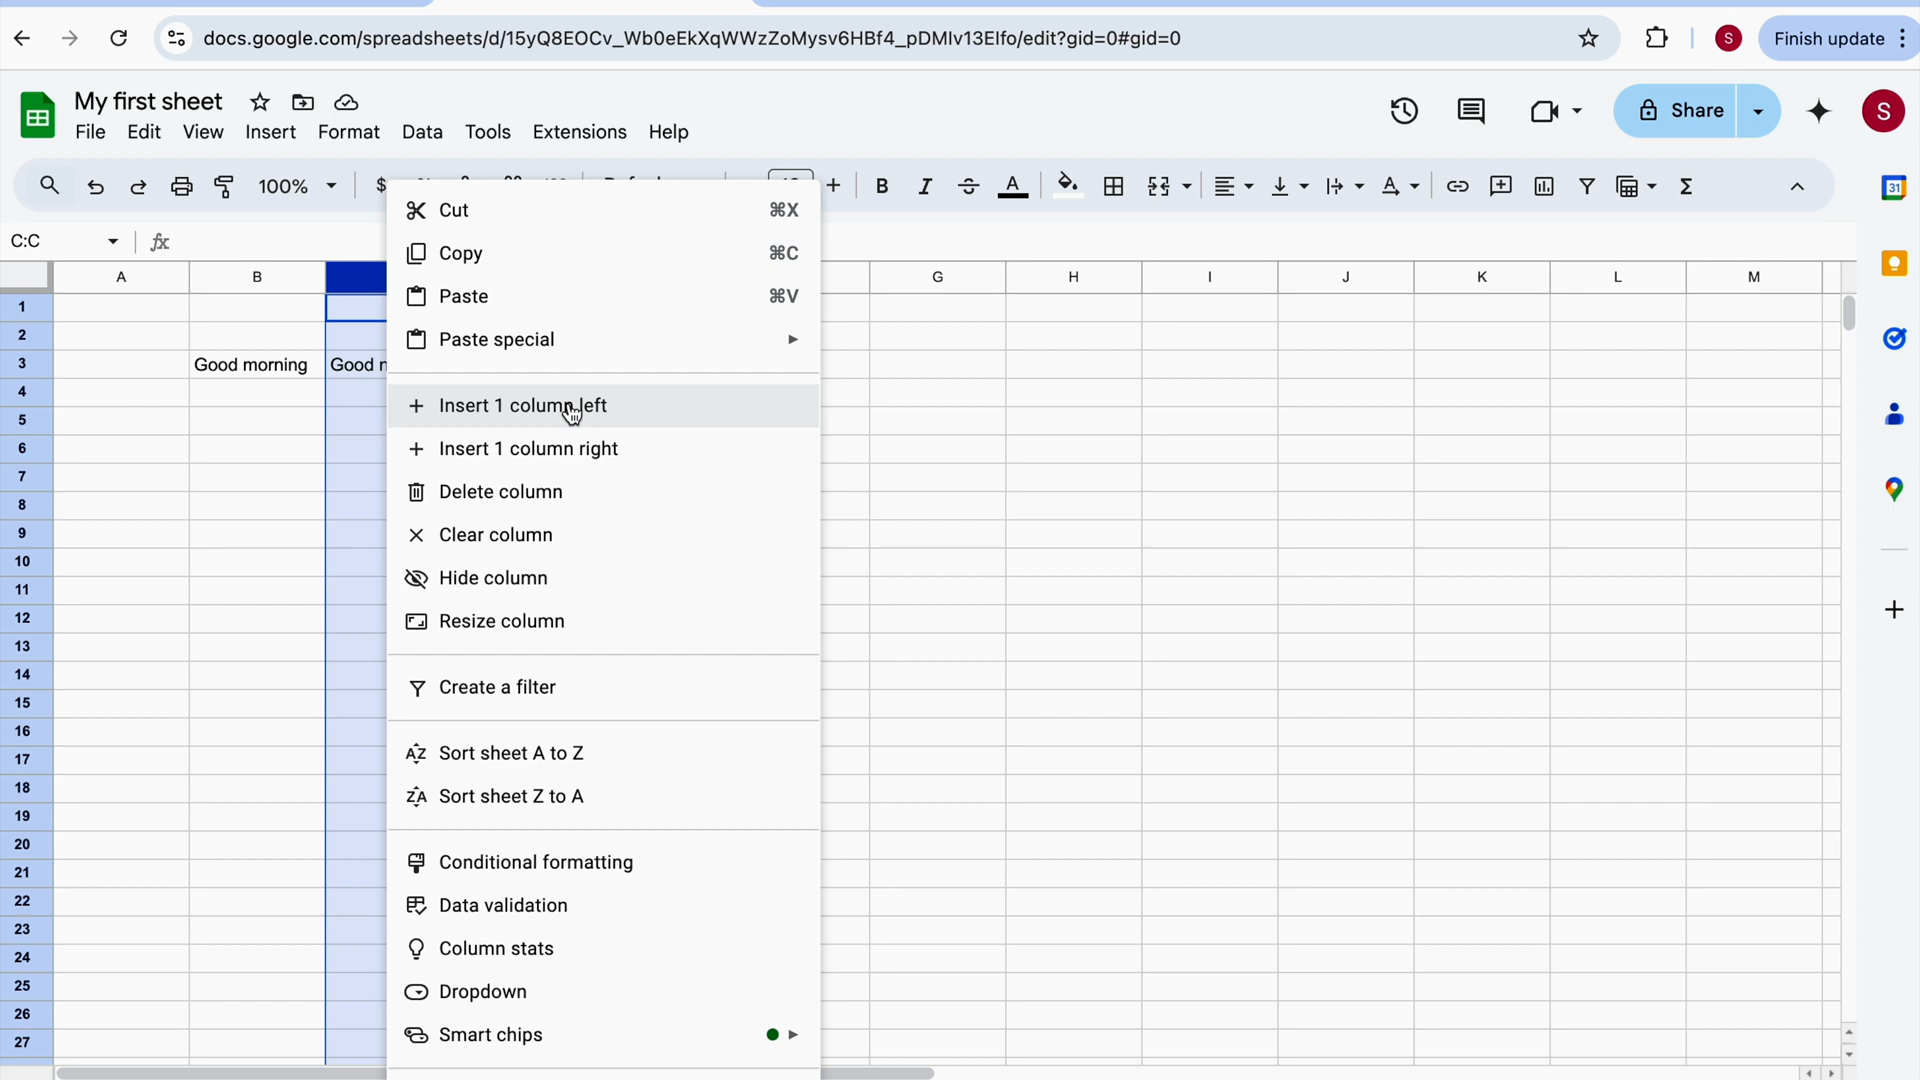 docs.google.com/spreadsheets/d/15yQ8EOCv_Wb0eEkXqWWzZoMysv6HBf4_pDMIv13EIfo/edit?gid=0#gid=0
S
Finish update
My first sheet
File Edit View Insert Format Data Tools Extensions Help
Share
S
100%
$
B I A
31
C:C
fx
A B G H I J K L M
Cut ⌘X
Copy ⌘C
Paste ⌘V
Paste special
Insert 1 column left
Insert 1 column right
Delete column
Clear column
Hide column
Resize column
Create a filter
Sort sheet A to Z
Sort sheet Z to A
Conditional formatting
Data validation
Column stats
Dropdown
Smart chips
1
2
3 Good morning Good
4
5
6
7
8
9
10
11
12
13
14
15
16
17
18
19
20
21
22
23
24
25
26
27